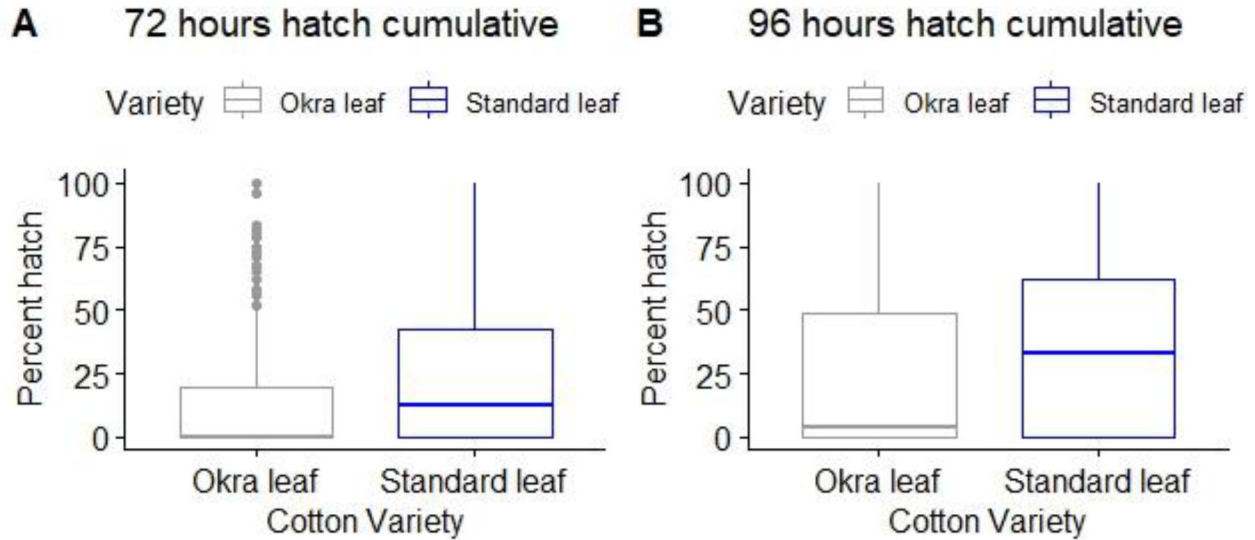 A 72 hours hatch cumulative
Variety Okra leaf Standard leaf
Percent hatch
100
75
50
25
0
Okra leaf Standard leaf
Cotton Variety
B 96 hours hatch cumulative
Variety Okra leaf Standard leaf
Percent hatch
100
75
50
25
0
Okra leaf Standard leaf
Cotton Variety